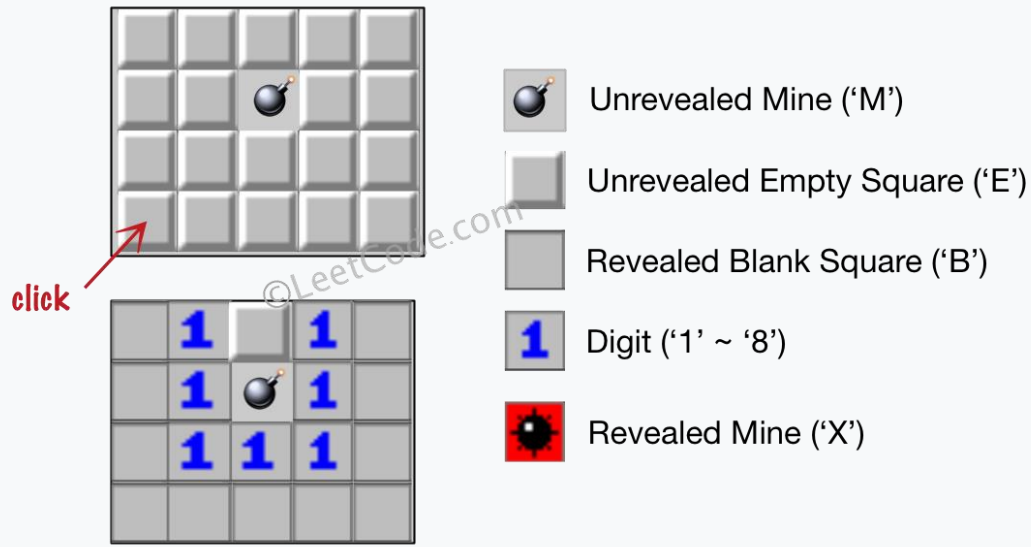 Unrevealed Mine (‘M’)
Unrevealed Empty Square (‘E’)
©LeetCode.com
click
Revealed Blank Square (‘B’)
1 1
1 1
1 1 1
1
Digit (‘1’ ~ ‘8’)
Revealed Mine (‘X’)